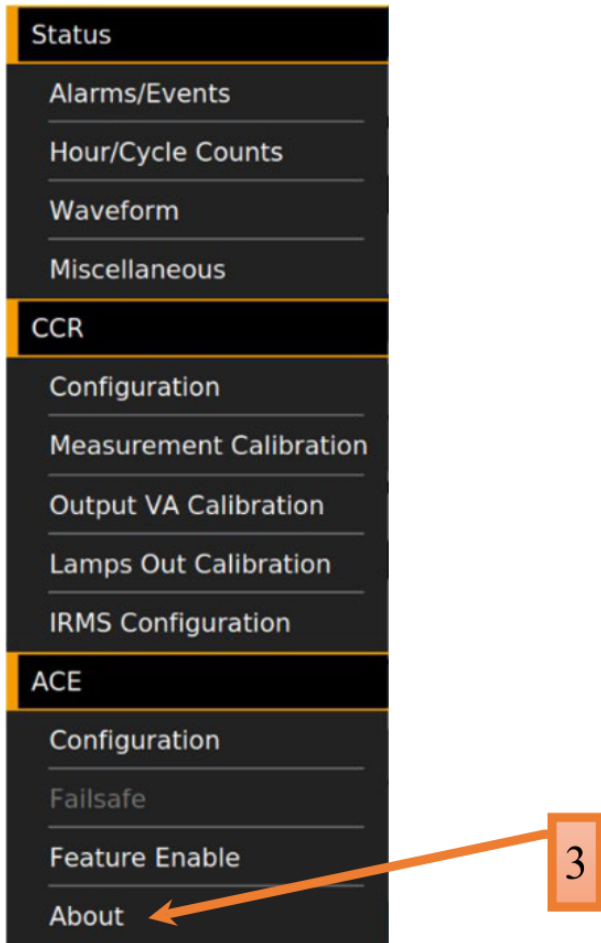 Status
Alarms/Events
Hour/Cycle Counts
Waveform
Miscellaneous
CCR
Configuration
Measurement Calibration
Output VA Calibration
Lamps Out Calibration
IRMS Configuration
ACE
Configuration
Failsafe
Feature Enable
About
3